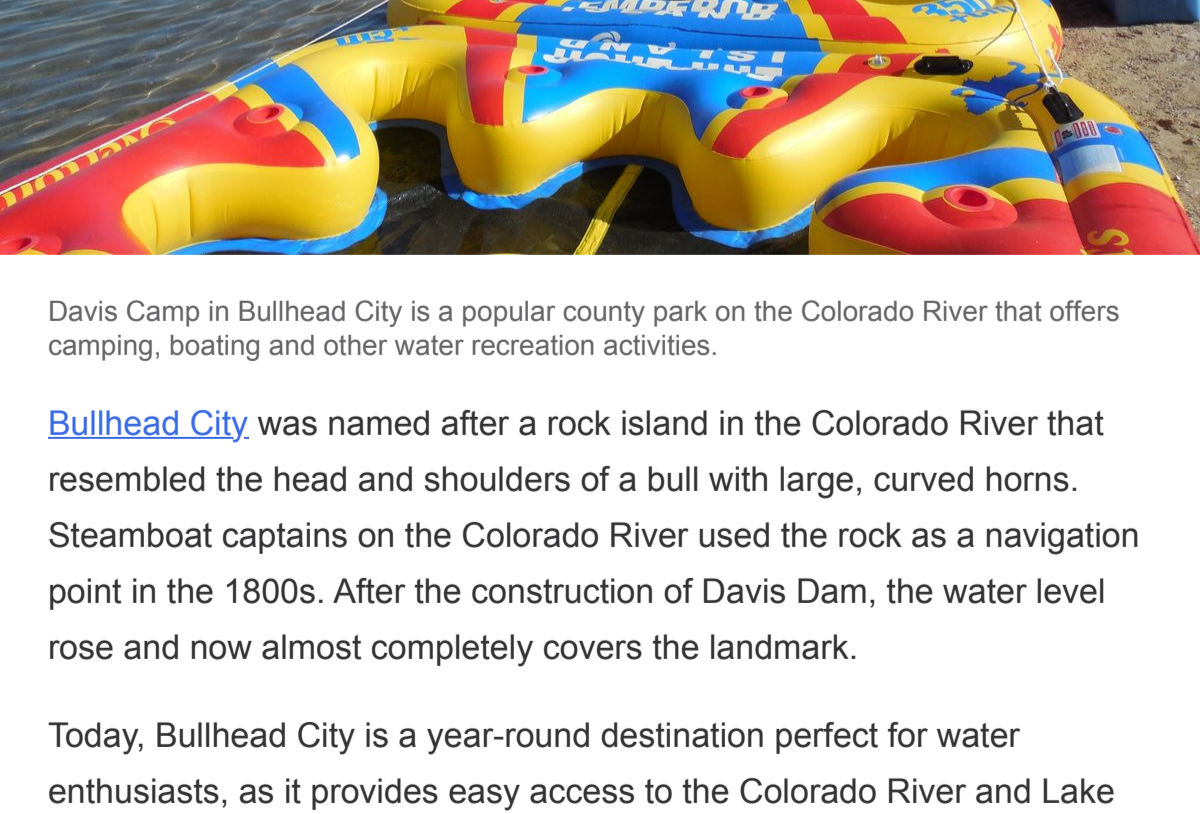 ISLAND
Davis Camp in Bullhead City is a popular county park on the Colorado River that offers
camping, boating and other water recreation activities.
Bullhead City was named after a rock island in the Colorado River that
resembled the head and shoulders of a bull with large, curved horns.
Steamboat captains on the Colorado River used the rock as a navigation
point in the 1800s. After the construction of Davis Dam, the water level
rose and now almost completely covers the landmark.
Today, Bullhead City is a year-round destination perfect for water
enthusiasts, as it provides easy access to the Colorado River and Lake